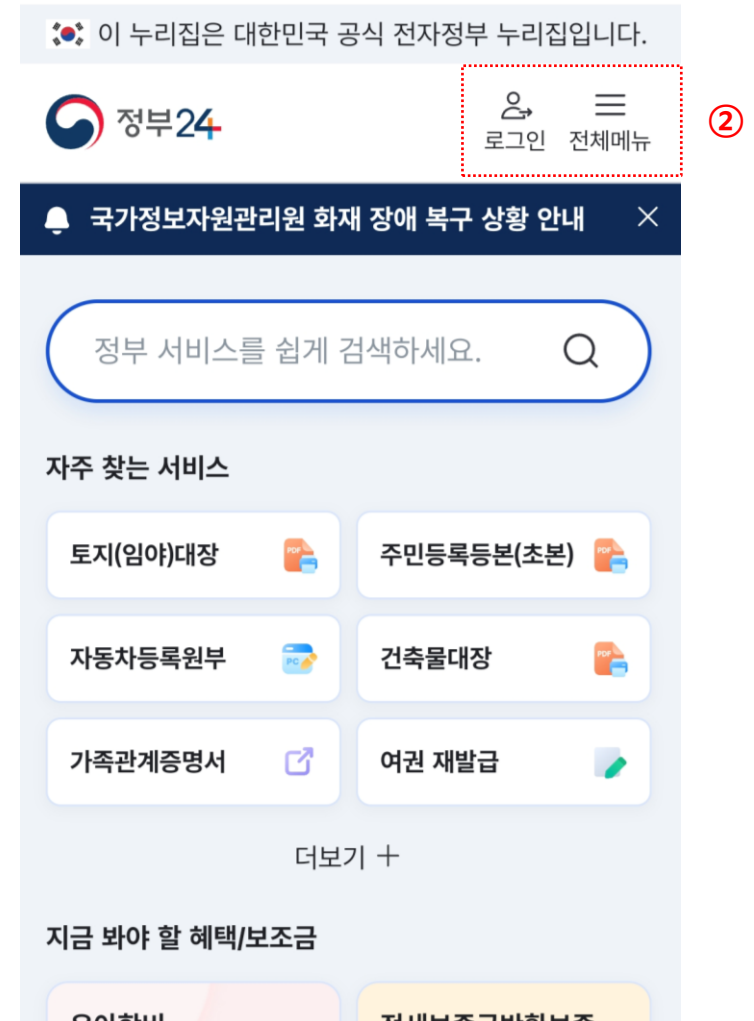 이 누리집은 대한민국 공식 전자정부 누리집입니다.
정부24
로그인 전체메뉴
②
국가정보자원관리원 화재 장애 복구 상황 안내
정부 서비스를 쉽게 검색하세요.
자주 찾는 서비스
토지(임야)대장 PDF 주민등록등본(초본) PDF
자동차등록원부 PC 건축물대장 PDF
가족관계증명서 여권 재발급
더보기
지금 봐야 할 혜택/보조금